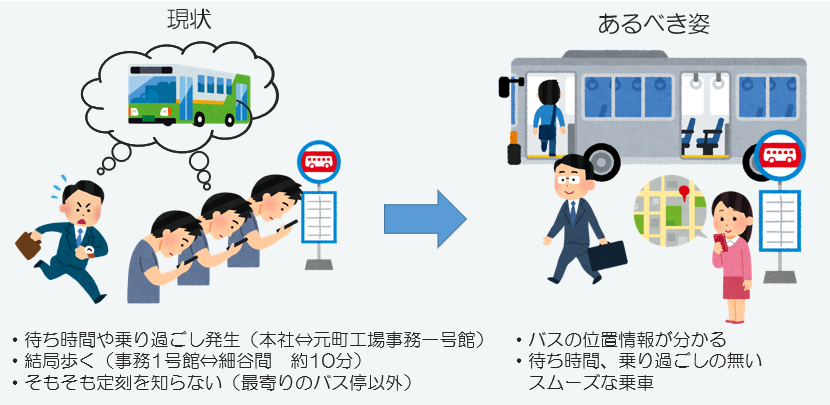 現状
あるべき姿
・待ち時間や乗り過ごし発生（本社⇔元町工場事務一号館）
・結局歩く（事務1号館⇔細谷間　約10分）
・そもそも定刻を知らない（最寄りのバス停以外）
・バスの位置情報が分かる
・待ち時間、乗り過ごしの無い
スムーズな乗車